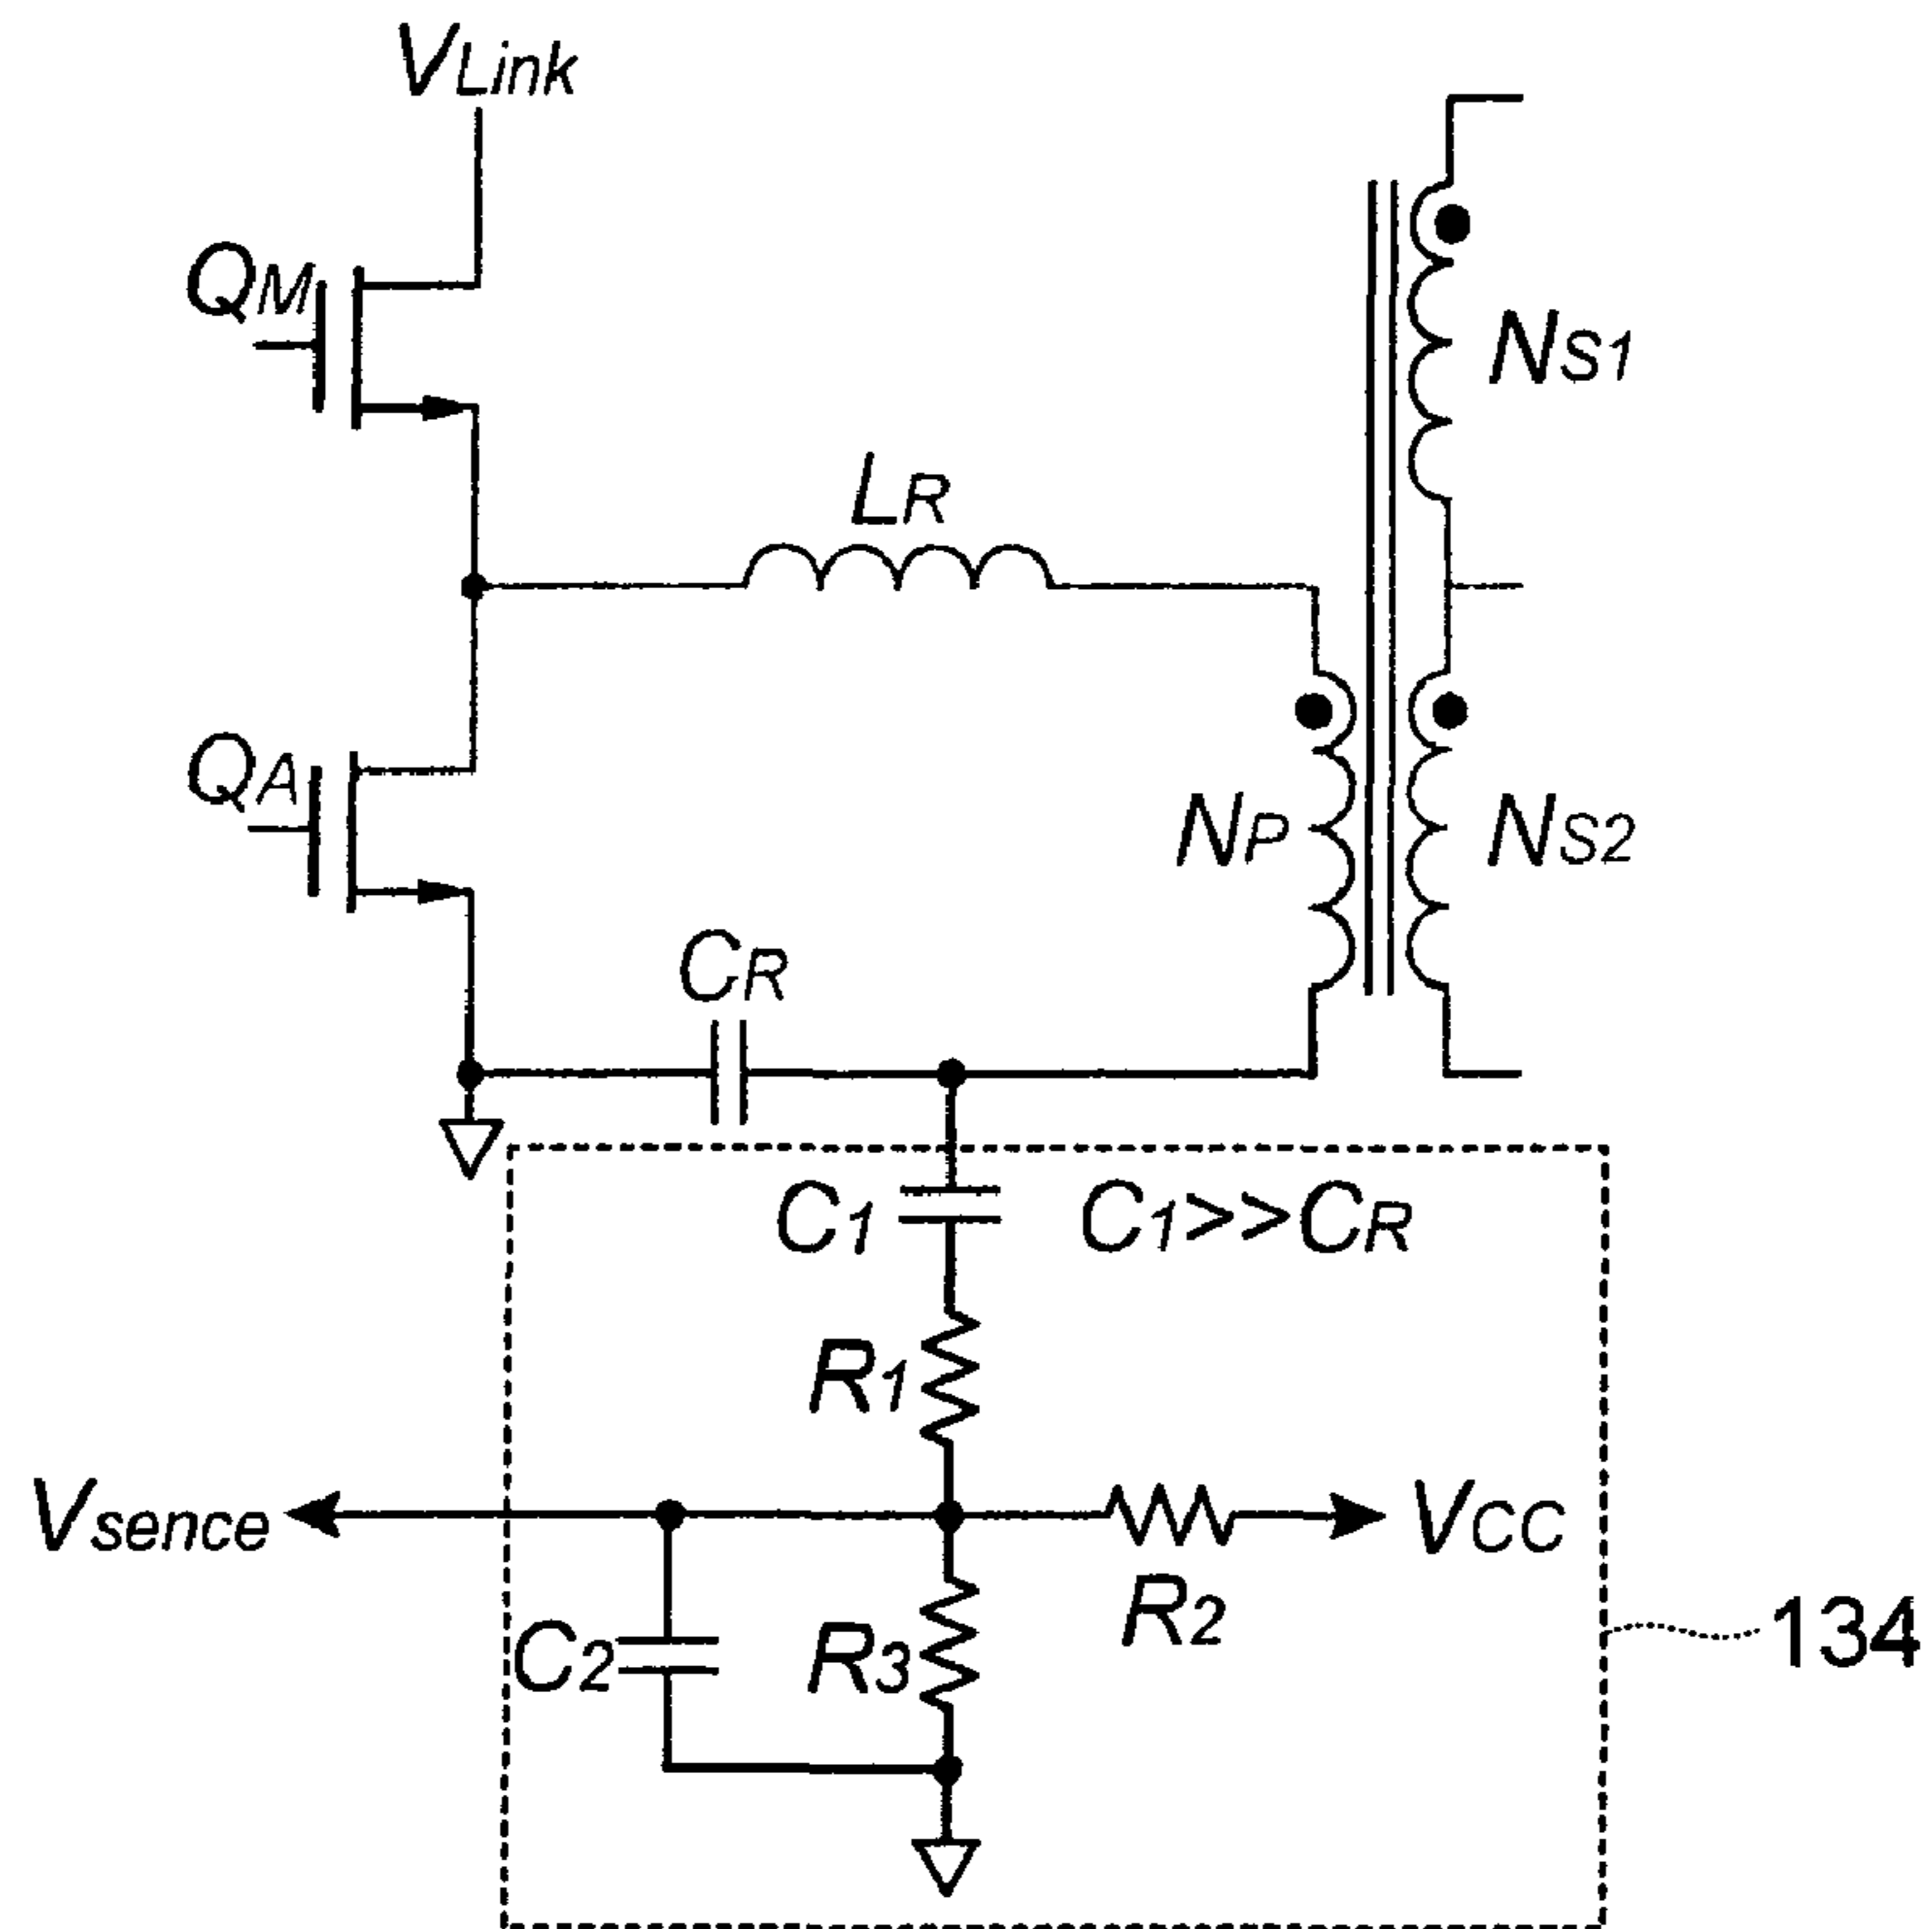 VLink
QM
NS1
LR
QA
NP
NS2
CR
C1
C1>>CR
R1
Vsence
VCC
R2
C2
R3
134